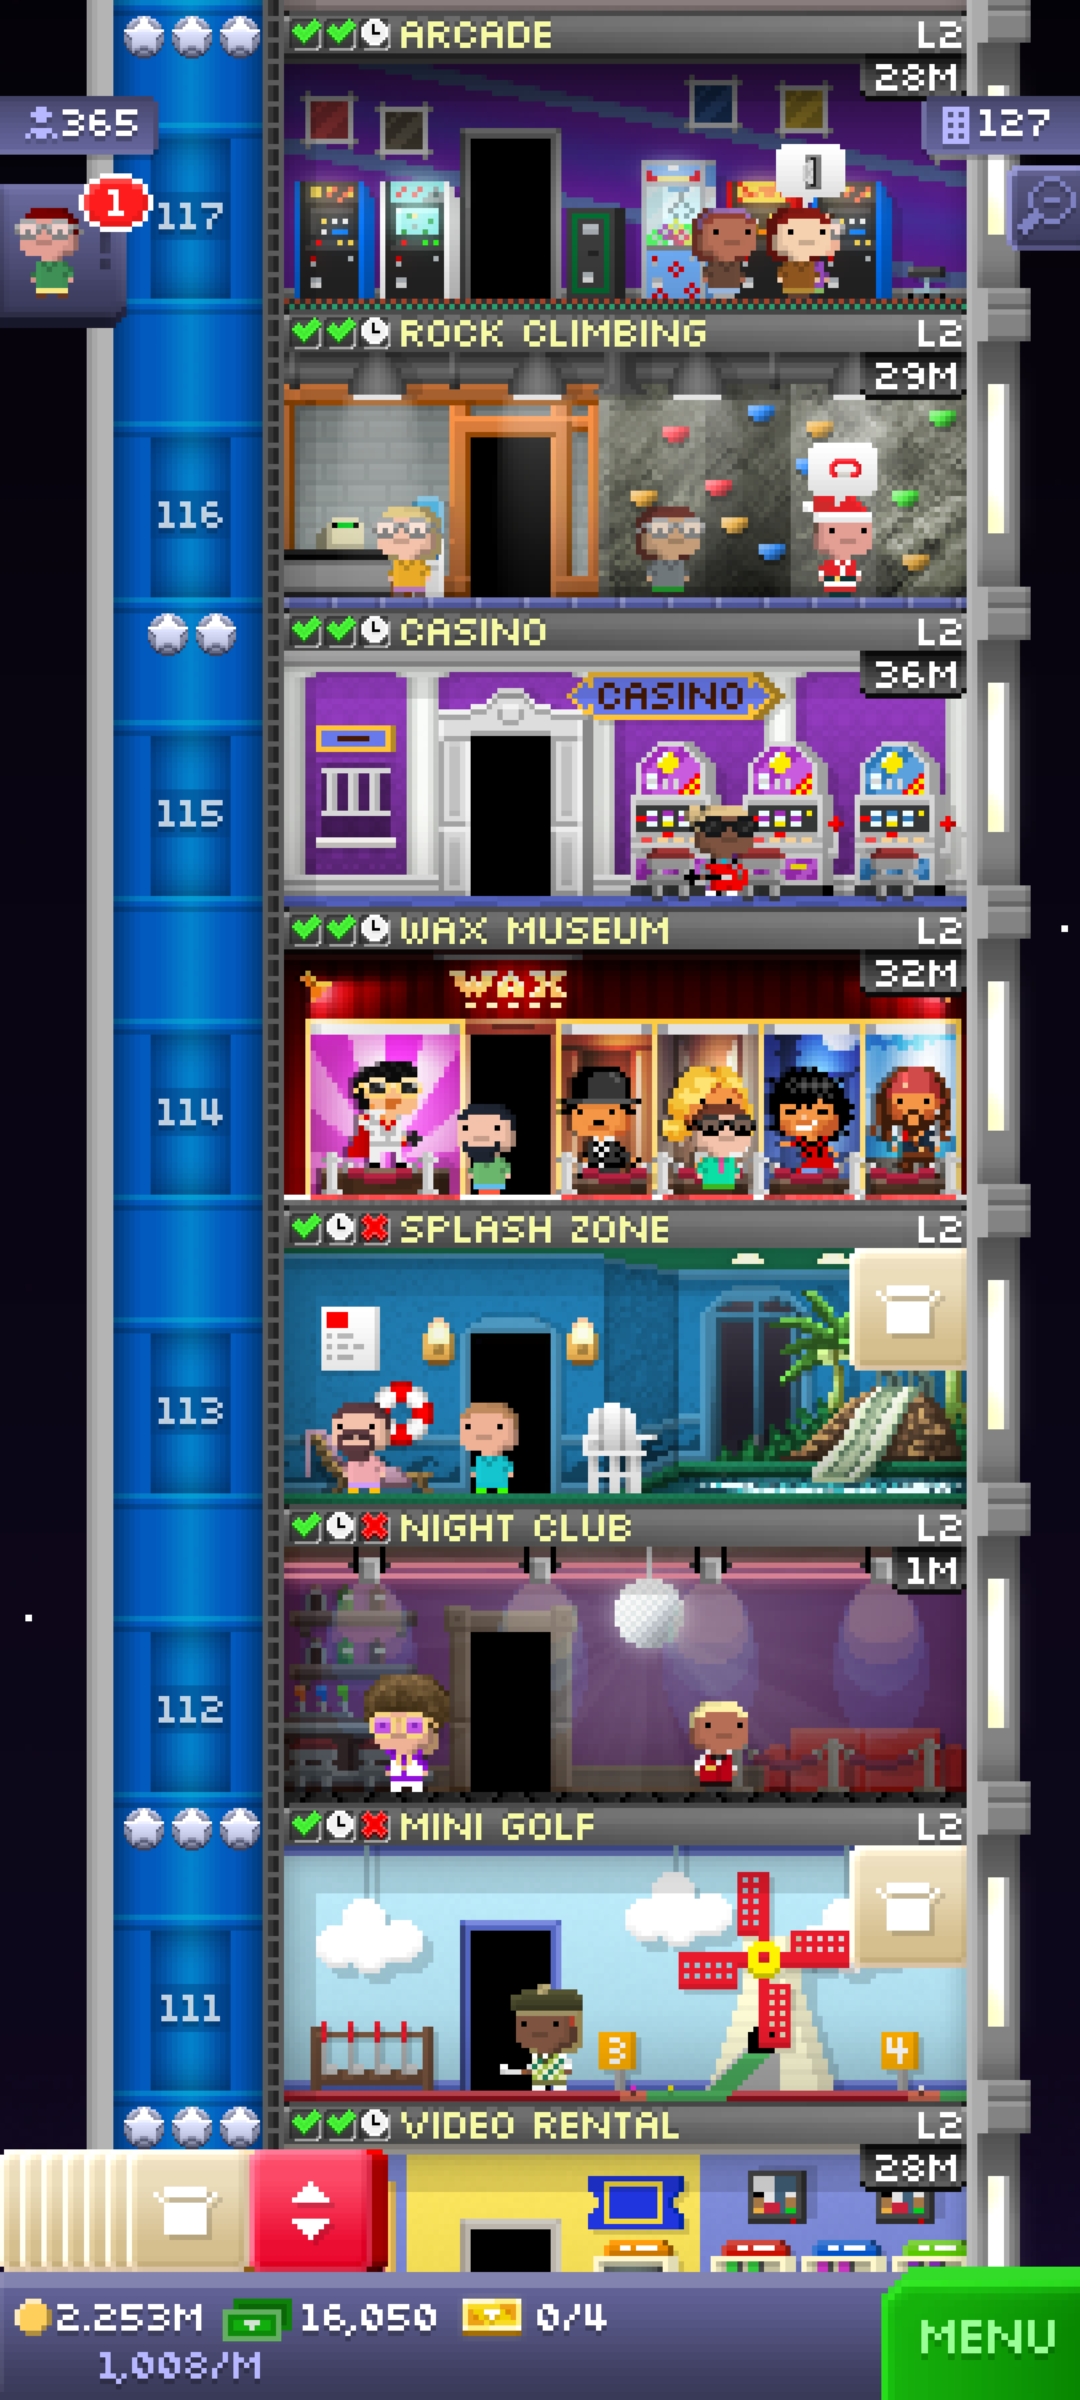 ARCADE L2
28M
365
127
1
117
ROCK CLIMBING L2
29M
116
CASINO L2
36M
CASINO
115
WAX MUSEUM L2
32M
WAX
114
SPLASH ZONE L2
113
NIGHT CLUB L2
1M
112
MINI GOLF L2
111
3
4
VIDEO RENTAL L2
28M
2.253M 16,050 0/4
1,008/M
MENU